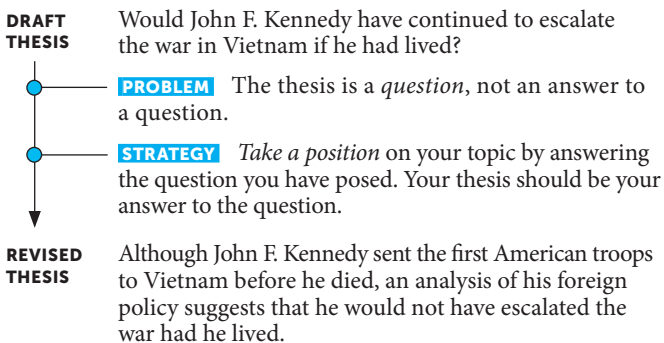 DRAFT THESIS
Would John F. Kennedy have continued to escalate
the war in Vietnam if he had lived?
PROBLEM The thesis is a question, not an answer to
a question.
STRATEGY Take a position on your topic by answering
the question you have posed. Your thesis should be your
answer to the question.
REVISED THESIS
Although John F. Kennedy sent the first American troops
to Vietnam before he died, an analysis of his foreign
policy suggests that he would not have escalated the
war had he lived.